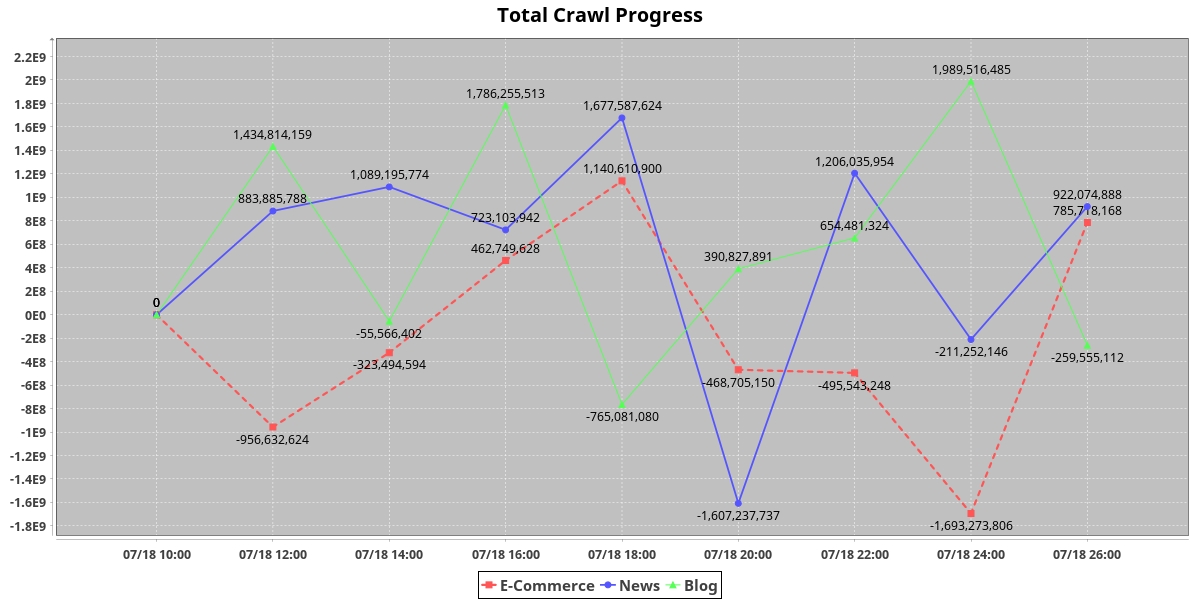 Total Crawl Progress
2.2E9
2E9
1.8E9
1.6E9
1.4E9
1.2E9
1E9
8E8
6E8
4E8
2E8
0E0
-2E8
-4E8
-6E8
-8E8
-1E9
-1.2E9
-1.4E9
-1.6E9
-1.8E9
1,989,516,485
1,786,255,513
1,677,587,624
1,434,814,159
1,140,610,900
1,206,035,954
1,089,195,774
883,885,788
922,074,888
785,718,168
723,103,942
654,481,324
462,749,628
390,827,891
0
-55,566,402
-323,494,594
-211,252,146
-259,555,112
-468,705,150
-495,543,248
-765,081,080
-956,632,624
-1,607,237,737
-1,693,273,806
07/18 10:00 07/18 12:00 07/18 14:00 07/18 16:00 07/18 18:00 07/18 20:00 07/18 22:00 07/18 24:00 07/18 26:00
E-Commerce News Blog